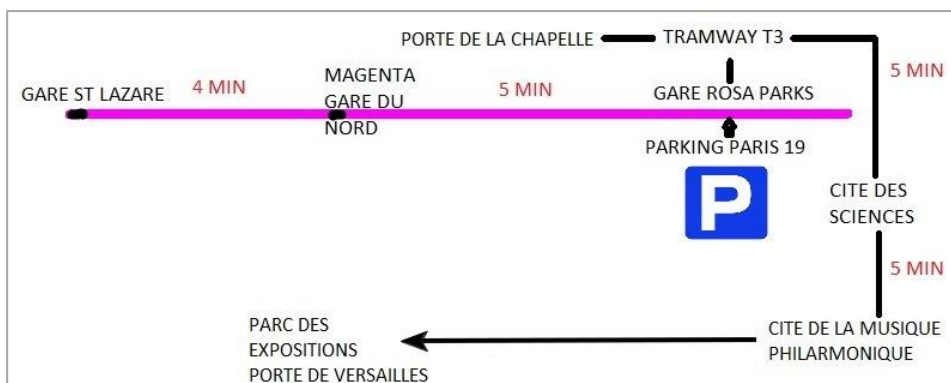 PORTE DE LA CHAPELLE
TRAMWAY T3
5 MIN
GARE ST LAZARE
4 MIN
MAGENTA
GARE DU
NORD
5 MIN
GARE ROSA PARKS
PARKING PARIS 19
P
CITE DES
SCIENCES
5 MIN
CITE DE LA MUSIQUE
PHILARMONIQUE
PARC DES
EXPOSITIONS
PORTE DE VERSAILLES